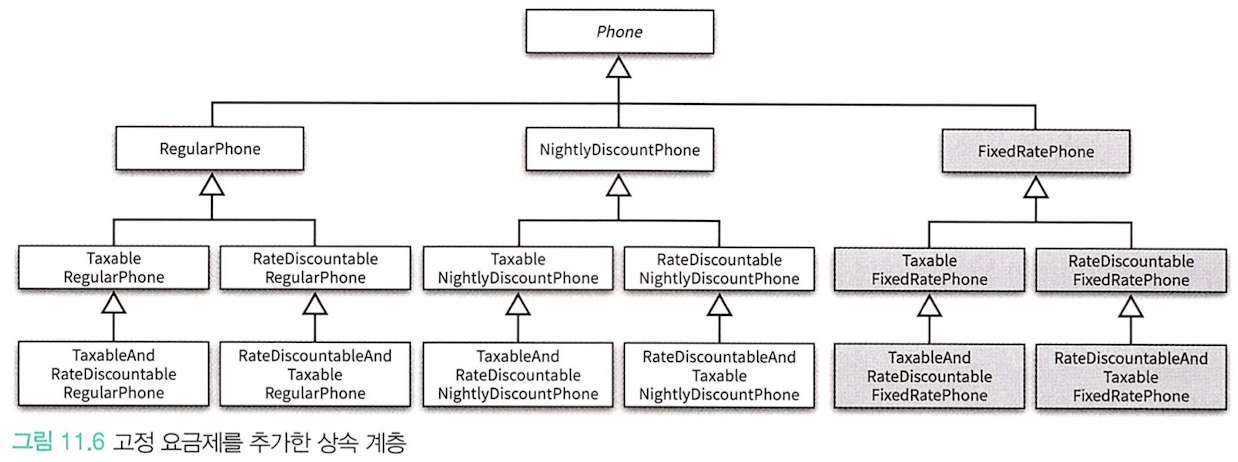 Phone
RegularPhone
NightlyDiscountPhone
FixedRatePhone
Taxable
RegularPhone
RateDiscountable
RegularPhone
Taxable
NightlyDiscountPhone
RateDiscountable
NightlyDiscountPhone
Taxable
FixedRatePhone
RateDiscountable
FixedRatePhone
TaxableAnd
RateDiscountable
RegularPhone
RateDiscountableAnd
Taxable
RegularPhone
TaxableAnd
RateDiscountable
NightlyDiscountPhone
RateDiscountableAnd
Taxable
NightlyDiscountPhone
TaxableAnd
RateDiscountable
FixedRatePhone
RateDiscountableAnd
Taxable
FixedRatePhone
그림 11.6 고정 요금제를 추가한 상속 계층